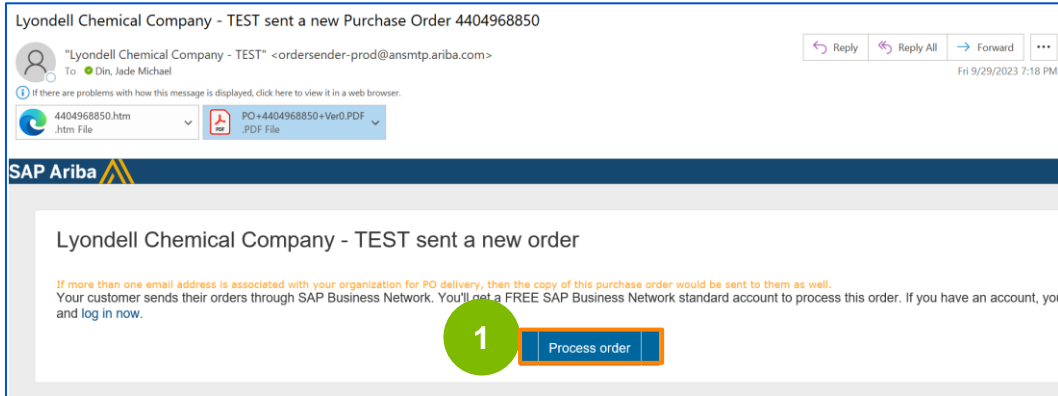 Lyondell Chemical Company - TEST sent a new Purchase Order 4404968850
"Lyondell Chemical Company - TEST" <ordersender-prod@ansmtp.ariba.com>
To Din, Jade Michael
Reply Reply All Forward ...
Fri 9/29/2023 7:18 PM
If there are problems with how this message is displayed, click here to view it in a web browser.
4404968850.htm
.htm File
PDF
PO+4404968850+Ver0.PDF
.PDF File
SAP Ariba
Lyondell Chemical Company - TEST sent a new order
If more than one email address is associated with your organization for PO delivery, then the copy of this purchase order would be sent to them as well.
Your customer sends their orders through SAP Business Network. You'll get a FREE SAP Business Network standard account to process this order. If you have an account, you
and log in now.
1
Process order